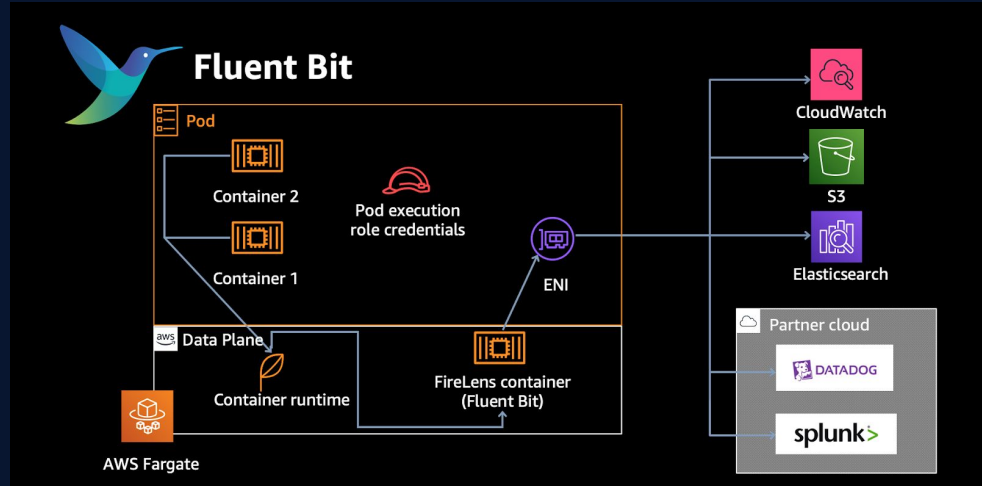 Fluent Bit
Pod
Container 2
Pod execution
role credentials
Container 1
ENI
aws
Data Plane
Container runtime
FireLens container
(Fluent Bit)
AWS Fargate
CloudWatch
S3
Elasticsearch
Partner cloud
DATADOG
splunk>